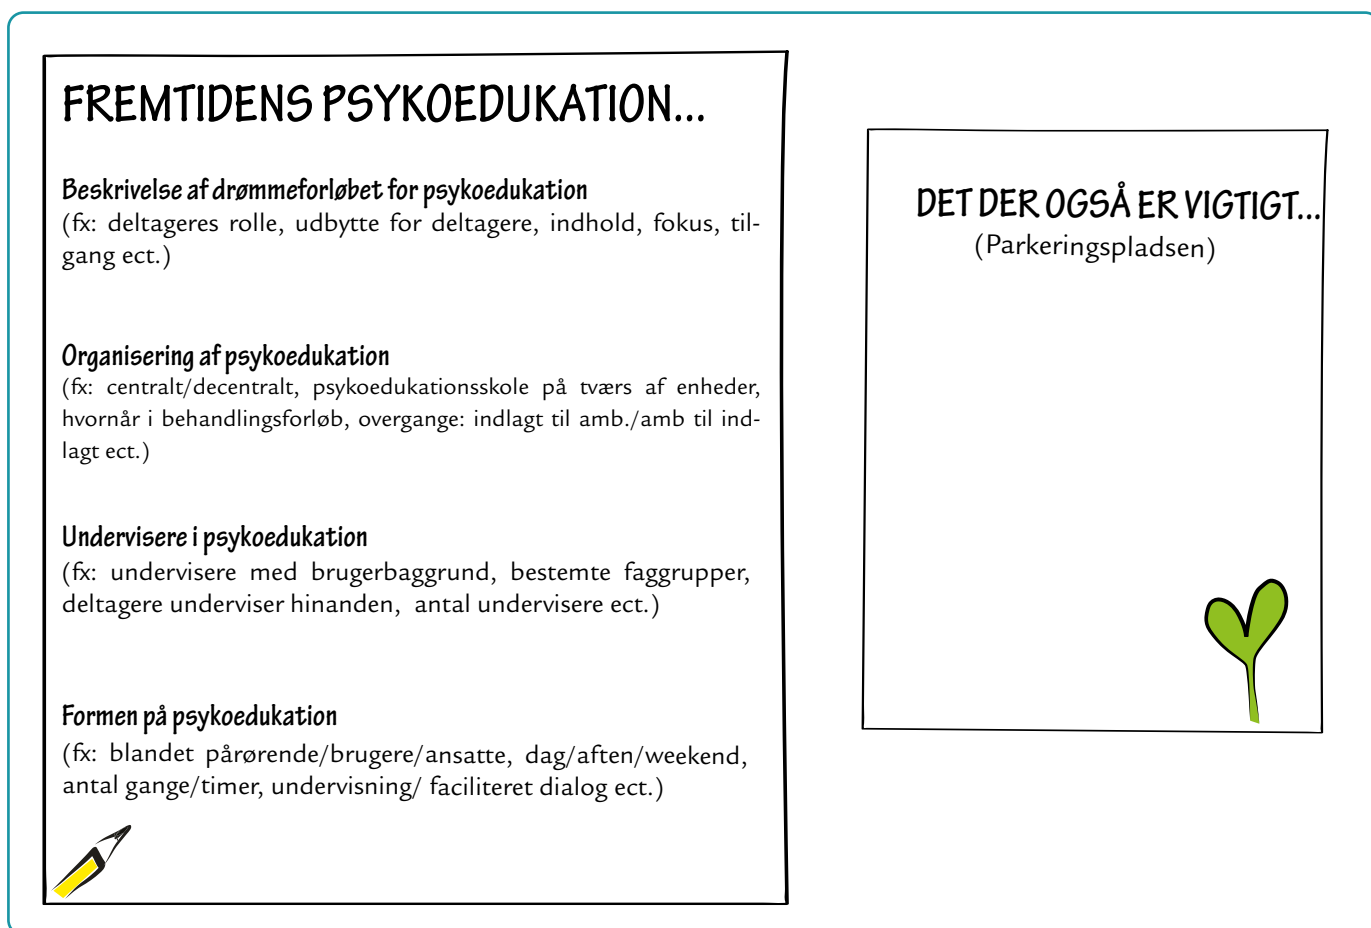 FREMTIDENS PSYKOEDUKATION...
Beskrivelse af drømmeforløbet for psykoedukation
(fx: deltageres rolle, udbytte for deltagere, indhold, fokus, til-
gang ect.)
Organisering af psykoedukation
(fx: centralt/decentralt, psykoedukationsskole på tværs af enheder,
hvornår i behandlingsforløb, overgange: indlagt til amb./amb til ind-
lagt ect.)
Undervisere i psykoedukation
(fx: undervisere med brugerbaggrund, bestemte faggrupper,
deltagere underviser hinanden, antal undervisere ect.)
Formen på psykoedukation
(fx: blandet pårørende/brugere/ansatte, dag/aften/weekend,
antal gange/timer, undervisning/ faciliteret dialog ect.)
DET DER OGSÅ ER VIGTIGT...
(Parkeringspladsen)